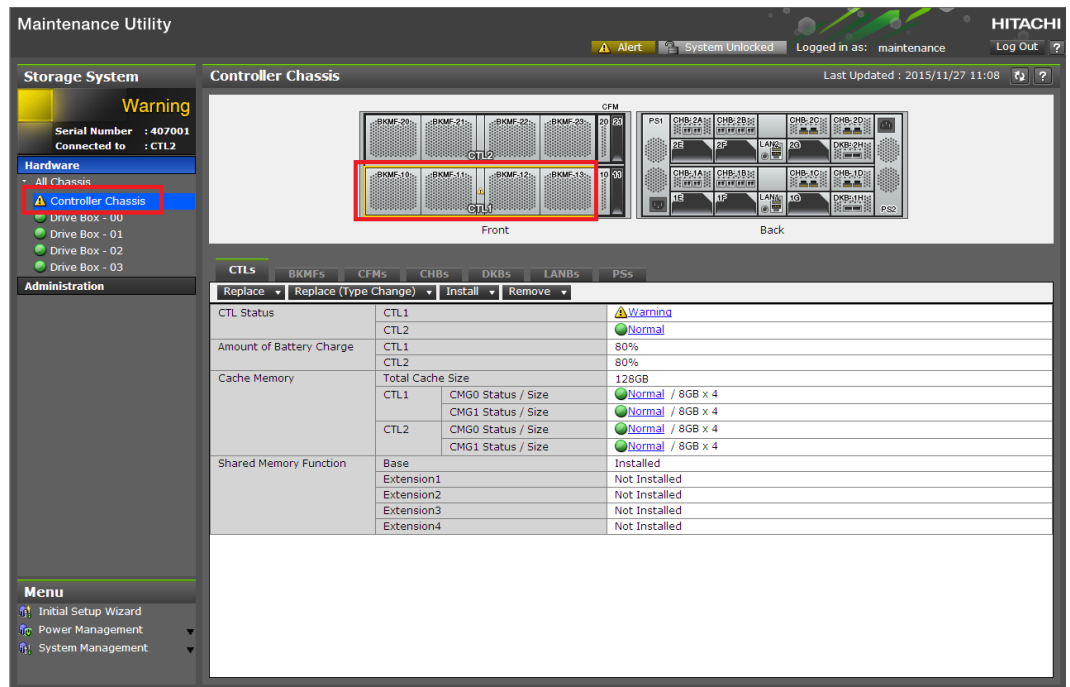 Maintenance Utility
HITACHI
Alert System Unlocked Logged in as: maintenance Log Out ?
Storage System
Warning
Serial Number : 407001
Connected to : CTL2
Hardware
All Chassis
Controller Chassis
Drive Box - 00
Drive Box - 01
Drive Box - 02
Drive Box - 03
Administration
Menu
Initial Setup Wizard
Power Management
System Management
Controller Chassis
Last Updated : 2015/11/27 11:08 ?
CFM
BKMF-20 BKMF-21 BKMF-22 BKMF-23 20 21
CTL2
BKMF-10 BKMF-11 BKMF-12 BKMF-13 10
CTL1
Front
PS1 CHB-2A CHB-2B CHB-2C CHB-2D
2E 2F LAN2 2G DKB-2H
CHB-1A CHB-1B CHB-1C CHB-1D
1E 1F LAN1 1G DKB-1H PS2
Back
CTLs BKMFs CFMs CHBs DKBs LANBs PSs
Replace Replace (Type Change) Install Remove
CTL Status CTL1 Warning
CTL2 Normal
Amount of Battery Charge CTL1 80%
CTL2 80%
Cache Memory Total Cache Size 128GB
CTL1 CMG0 Status / Size Normal / 8GB x 4
CMG1 Status / Size Normal / 8GB x 4
CTL2 CMG0 Status / Size Normal / 8GB x 4
CMG1 Status / Size Normal / 8GB x 4
Shared Memory Function Base Installed
Extension1 Not Installed
Extension2 Not Installed
Extension3 Not Installed
Extension4 Not Installed